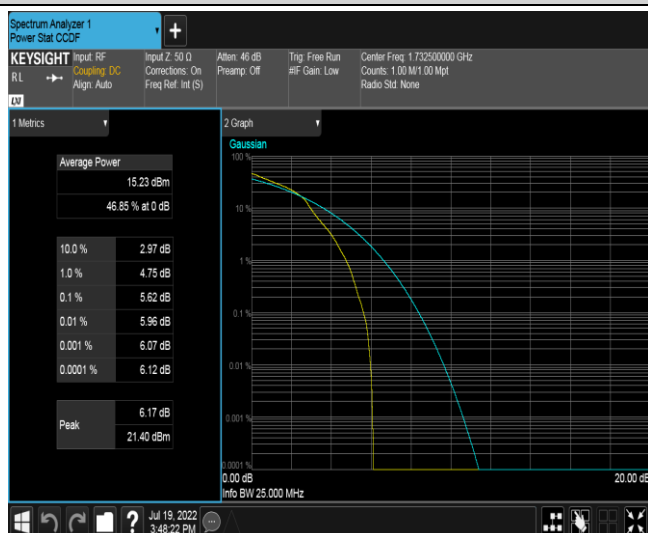 Spectrum Analyzer 1
Power Stat CCDF
KEYSIGHT
RL
LXI
Input: RF
Coupling: DC
Align: Auto
Input Z: 50 Ω
Corrections: On
Freq Ref: Int (S)
Atten: 46 dB
Preamp: Off
Trig: Free Run
#IF Gain: Low
Center Freq: 1.732500000 GHz
Counts: 1.00 M/1.00 Mpt
Radio Std: None
1 Metrics
Average Power
15.23 dBm
46.85 % at 0 dB
10.0 % 2.97 dB
1.0 % 4.75 dB
0.1 % 5.62 dB
0.01 % 5.96 dB
0.001 % 6.07 dB
0.0001 % 6.12 dB
Peak
6.17 dB
21.40 dBm
2 Graph
Gaussian
100 %
10 %
1 %
0.1 %
0.01 %
0.001 %
0.0001 %
0.00 dB
20.00 dB
Info BW 25.000 MHz
Jul 19, 2022
3:48:22 PM